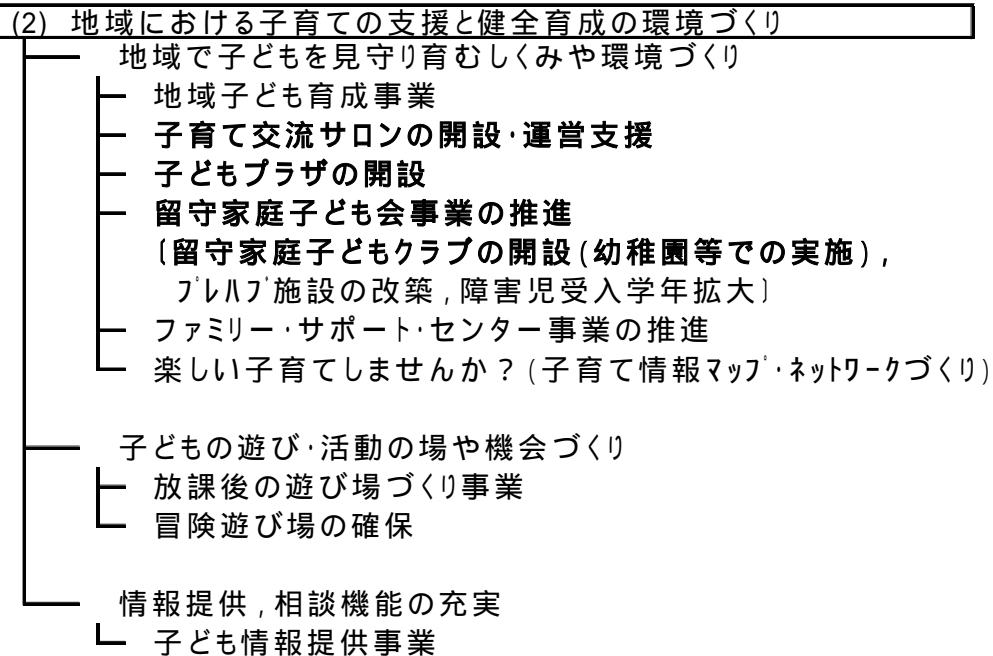 (2) 地域における子育ての支援と健全育成の環境づくり
地域で子どもを見守り育むしくみや環境づくり
地域子ども育成事業
子育て交流サロンの開設・運営支援
子どもプラザの開設
留守家庭子ども会事業の推進
〔留守家庭子どもクラブの開設(幼稚園等での実施),
ﾌﾟﾚﾊﾌﾞ施設の改築,障害児受入学年拡大〕
ファミリー・サポート・センター事業の推進
楽しい子育てしませんか?(子育て情報ﾏｯﾌﾟ・ﾈｯﾄﾜｰｸづくり)
子どもの遊び・活動の場や機会づくり
放課後の遊び場づくり事業
冒険遊び場の確保
情報提供,相談機能の充実
子ども情報提供事業